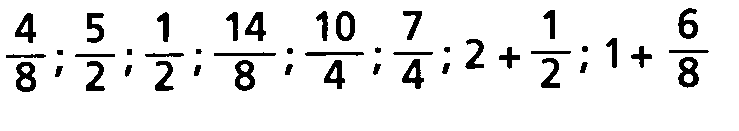 4/8 ; 5/2 ; 1/2 ; 14/8 ; 10/4 ; 7/4 ; 2 + 1/2 ; 1 + 6/8